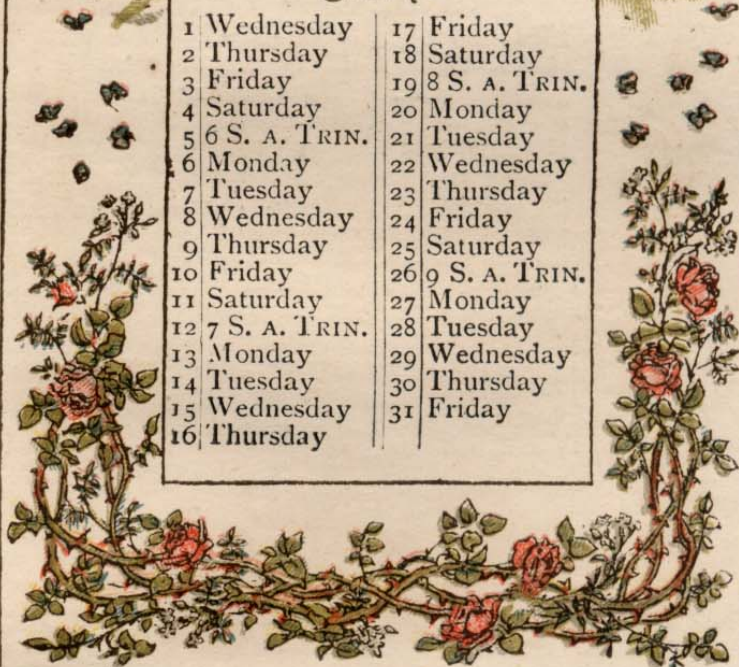 1 Wednesday
2 Thursday
3 Friday
4 Saturday
5 6 S. A. TRIN.
6 Monday
7 Tuesday
8 Wednesday
9 Thursday
10 Friday
11 Saturday
12 7 S. A. TRIN.
13 Monday
14 Tuesday
15 Wednesday
16 Thursday
17 Friday
18 Saturday
19 8 S. A. TRIN.
20 Monday
21 Tuesday
22 Wednesday
23 Thursday
24 Friday
25 Saturday
26 9 S. A. TRIN.
27 Monday
28 Tuesday
29 Wednesday
30 Thursday
31 Friday